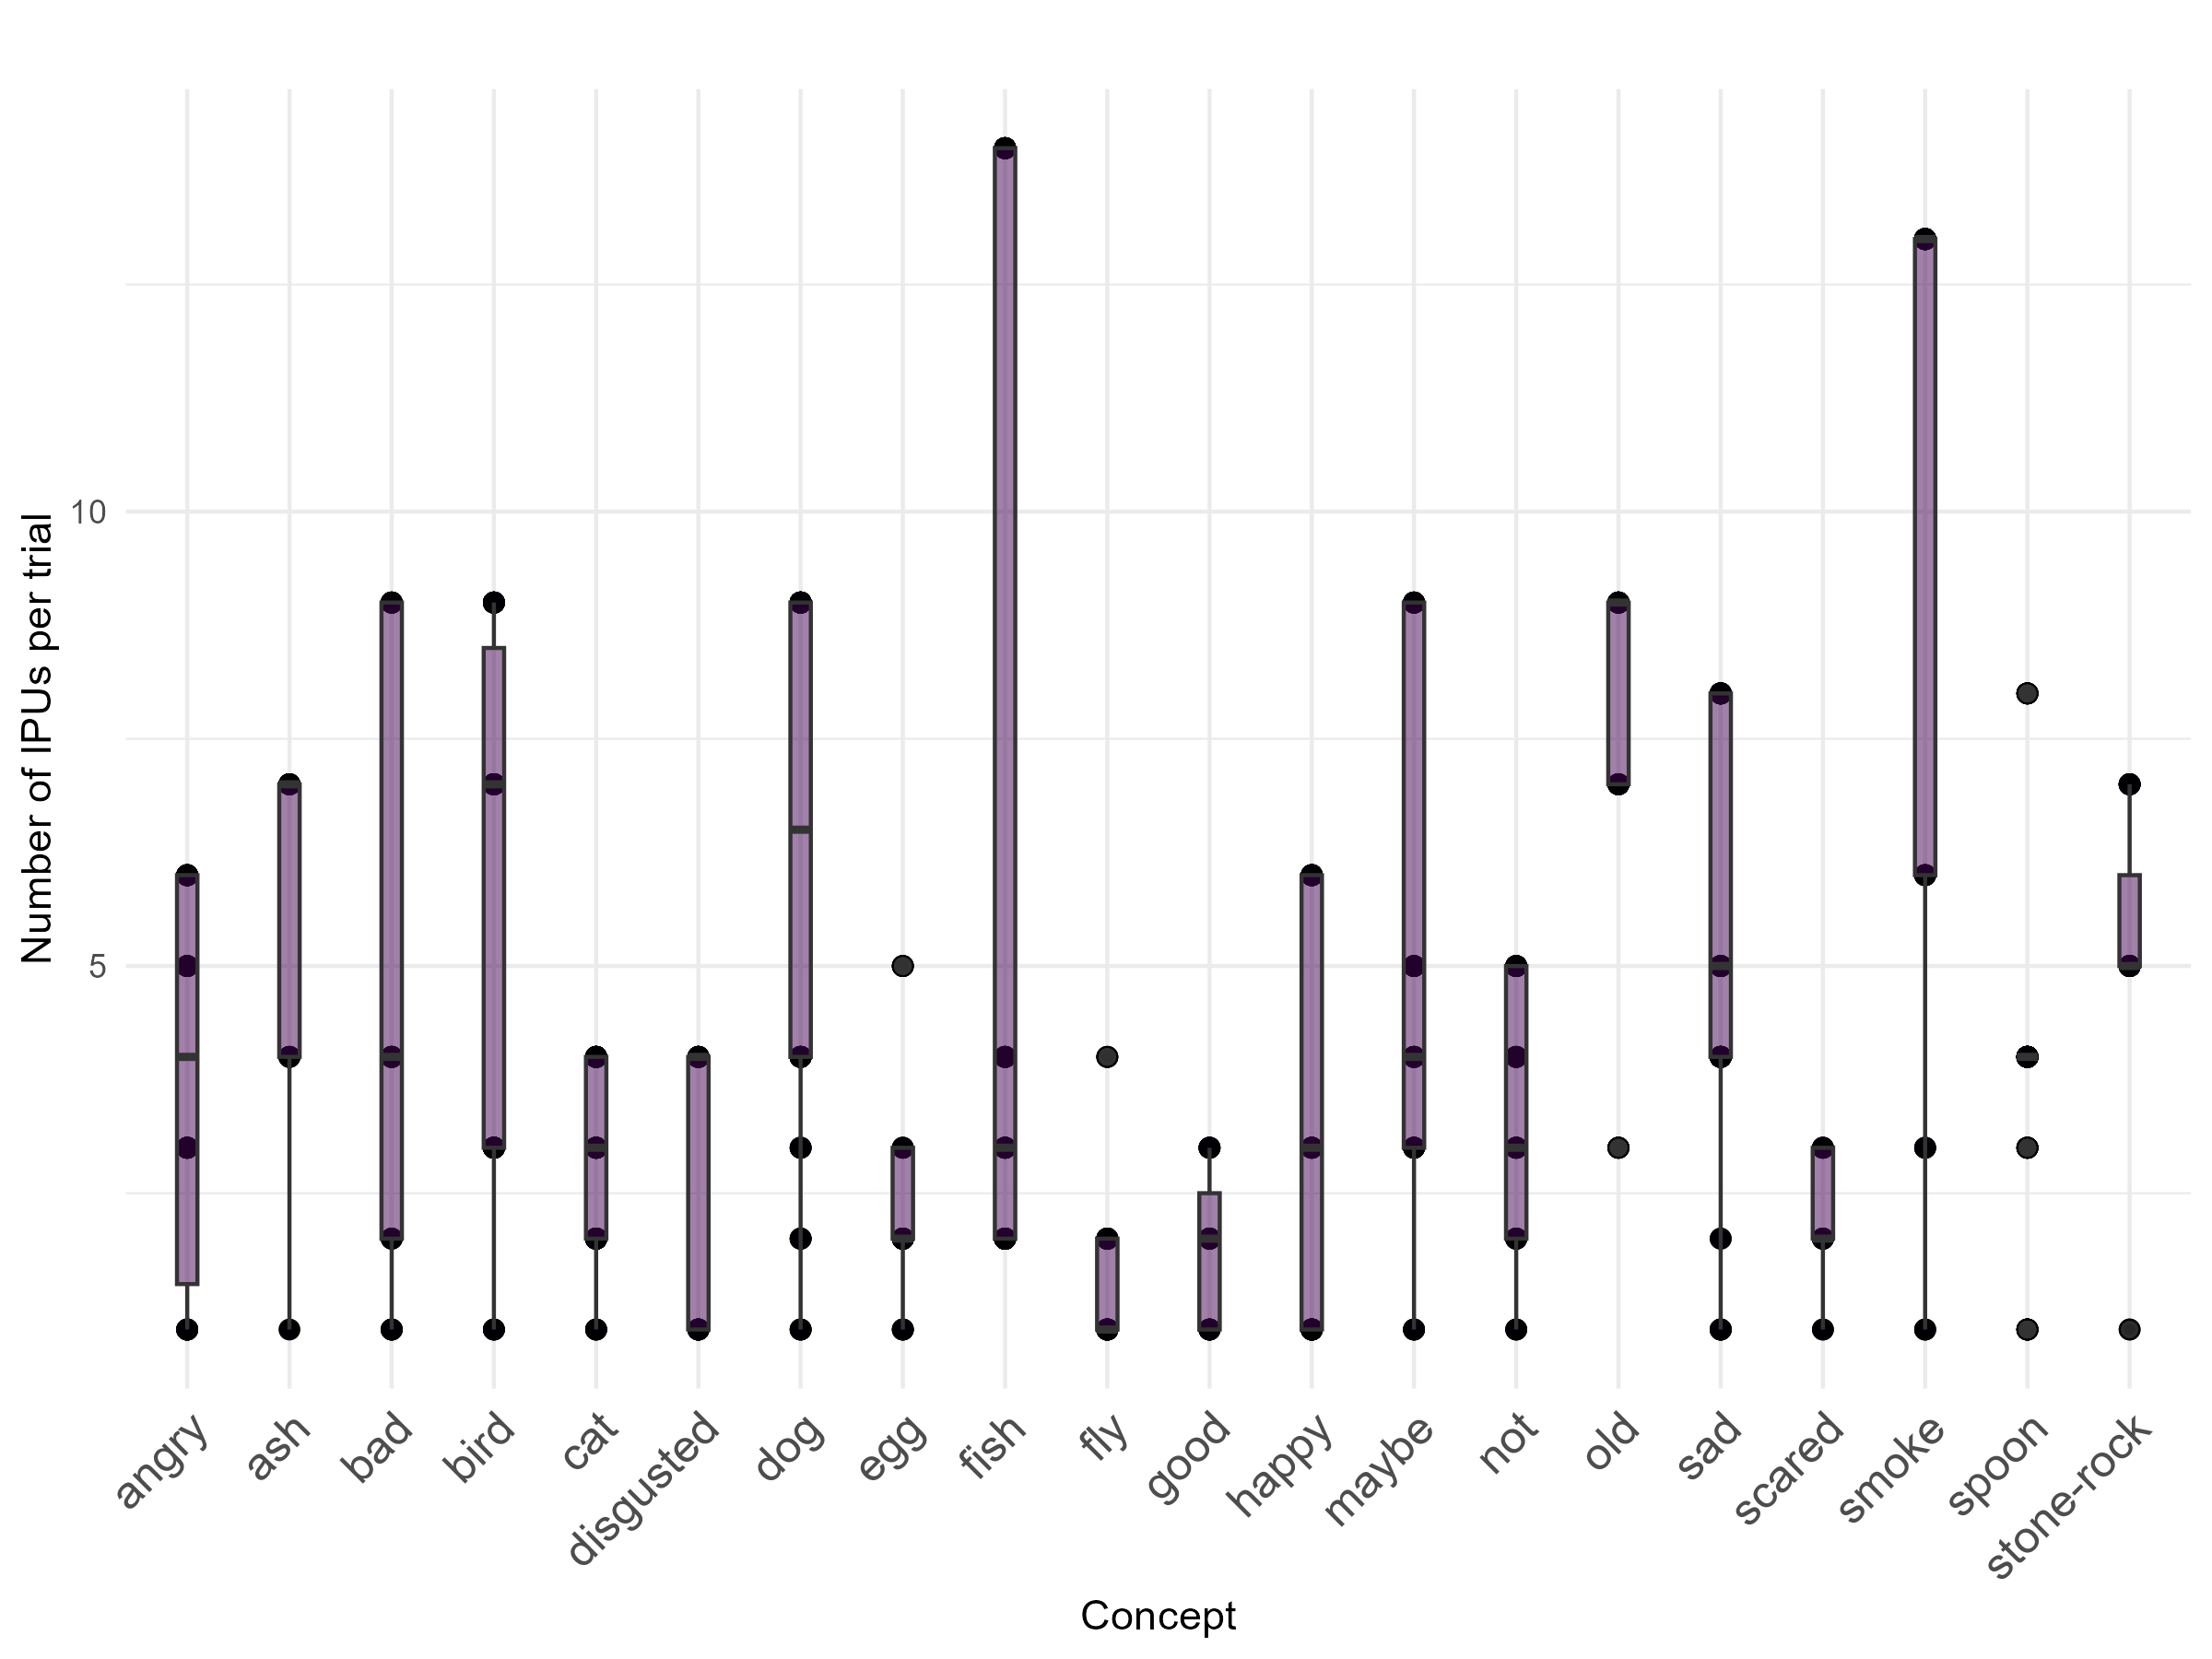 Number of IPUs per trial
10
5
angry
ash
bad
bird
cat
disgusted
dog
egg
fish
fly
good
happy
maybe
not
old
sad
scared
smoke
spoon
stone-rock
Concept